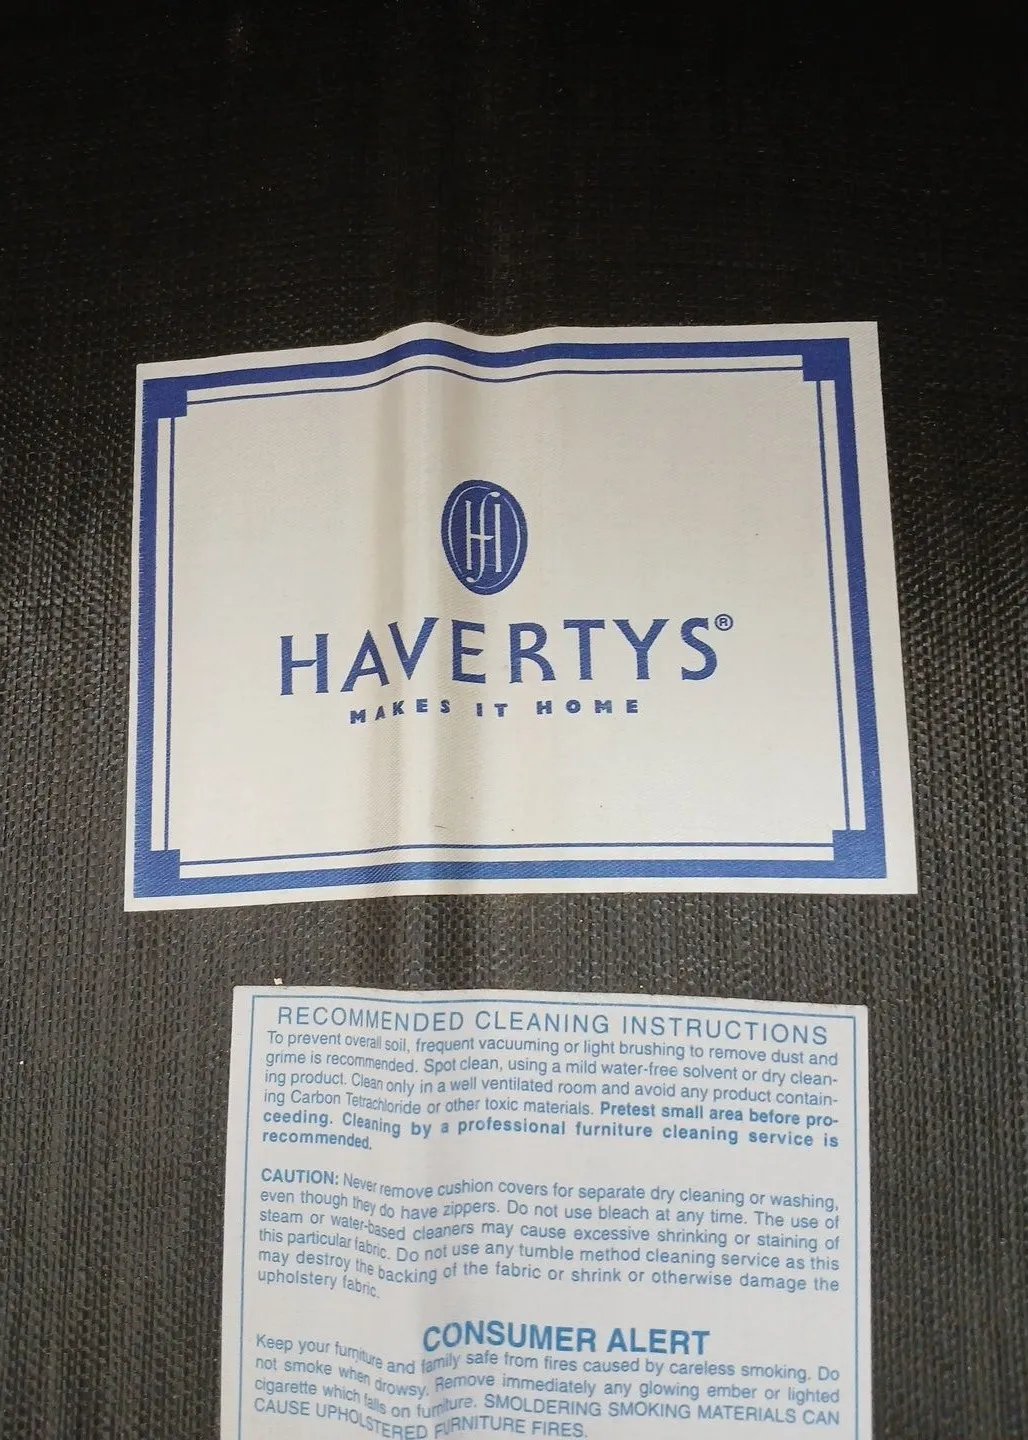 HAVERTYS®
MAKES IT HOME
RECOMMENDED CLEANING INSTRUCTIONS
To prevent overall soil, frequent vacuuming or light brushing to remove dust and
grime is recommended. Spot clean, using a mild water-free solvent or dry clean-
ing product. Clean only in a well ventilated room and avoid any product contain-
ing Carbon Tetrachloride or other toxic materials. Pretest small area before pro-
ceeding. Cleaning by a professional furniture cleaning service is
recommended.
CAUTION: Never remove cushion covers for separate dry cleaning or washing,
even though they do have zippers. Do not use bleach at any time. The use of
steam or water-based cleaners may cause excessive shrinking or staining of
this particular fabric. Do not use any tumble method cleaning service as this
may destroy the backing of the fabric or shrink or otherwise damage the
upholstery fabric.
CONSUMER ALERT
Keep your furniture and family safe from fires caused by careless smoking. Do
not smoke when drowsy. Remove immediately any glowing ember or lighted
cigarette which falls on furniture. SMOLDERING SMOKING MATERIALS CAN
CAUSE UPHOLSTERED FURNITURE FIRES.